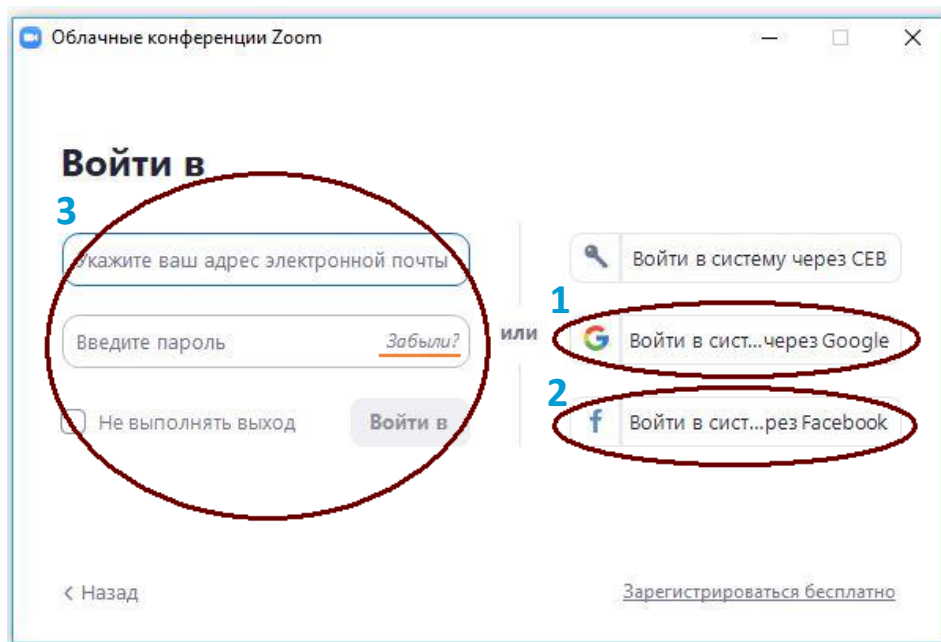 Облачные конференции Zoom
Войти в
3
Укажите ваш адрес электронной почты
Введите пароль Забыли?
Не выполнять выход Войти в
или
Войти в систему через СЕВ
1
Войти в сист...через Google
2
Войти в сист...рез Facebook
< Назад
Зарегистрироваться бесплатно